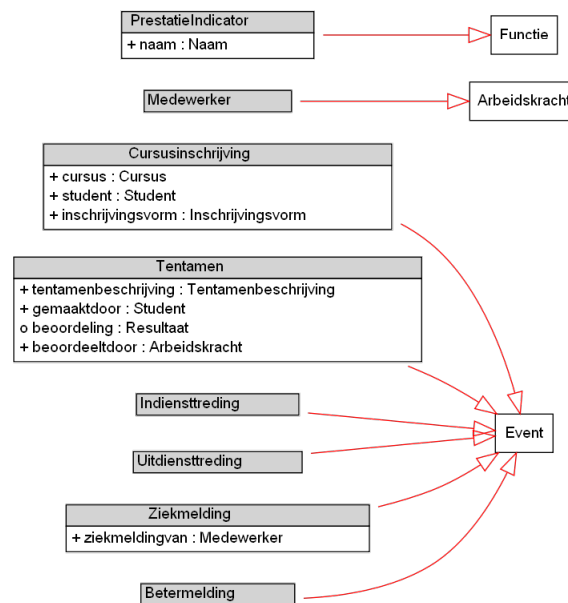 PrestatieIndicator
+ naam : Naam
Functie
Medewerker
Arbeidskracht
Cursusinschrijving
+ cursus : Cursus
+ student : Student
+ inschrijvingsvorm : Inschrijvingsvorm
Tentamen
+ tentamenbeschrijving : Tentamenbeschrijving
+ gemaaktdoor : Student
o beoordeling : Resultaat
+ beoordeeltdoor : Arbeidskracht
Indiensttreding
Event
Uitdiensttreding
Ziekmelding
+ ziekmeldingvan : Medewerker
Betermelding